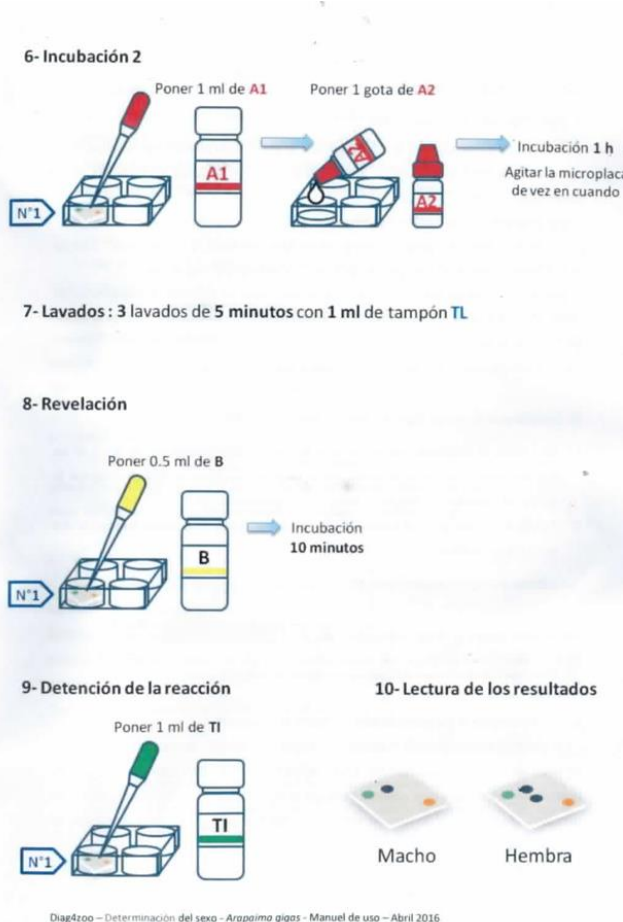 6- Incubación 2
Poner 1 ml de A1
Poner 1 gota de A2
A1
A2
A2
N°1
Incubación 1 h
Agitar la microplaca
de vez en cuando
7- Lavados : 3 lavados de 5 minutos con 1 ml de tampón TL
8- Revelación
Poner 0.5 ml de B
B
N°1
Incubación
10 minutos
9- Detención de la reacción
Poner 1 ml de TI
TI
N°1
10- Lectura de los resultados
Macho
Hembra
Diag4zoo – Determinación del sexo - Arapaima gigas - Manuel de uso – Abril 2016